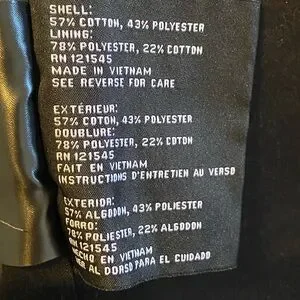 SHELL:
57% COTTON, 43% POLYESTER
LINING:
78% POLYESTER, 22% COTTON
RN 121545
MADE IN VIETNAM
SEE REVERSE FOR CARE
EXTÉRIEUR:
57% COTON, 43% POLYESTER
DOUBLURE:
78% POLYESTER, 22% COTON
RN 121545
FAIT EN VIETNAM
INSTRUCTIONS D'ENTRETIEN AU VERSO
EXTERIOR:
57% ALGODON, 43% POLIESTER
FORRO:
78% POLIESTER, 22% ALGODON
RN 121545
HECHO EN VIETNAM
AL DORSO PARA EL CUIDADO